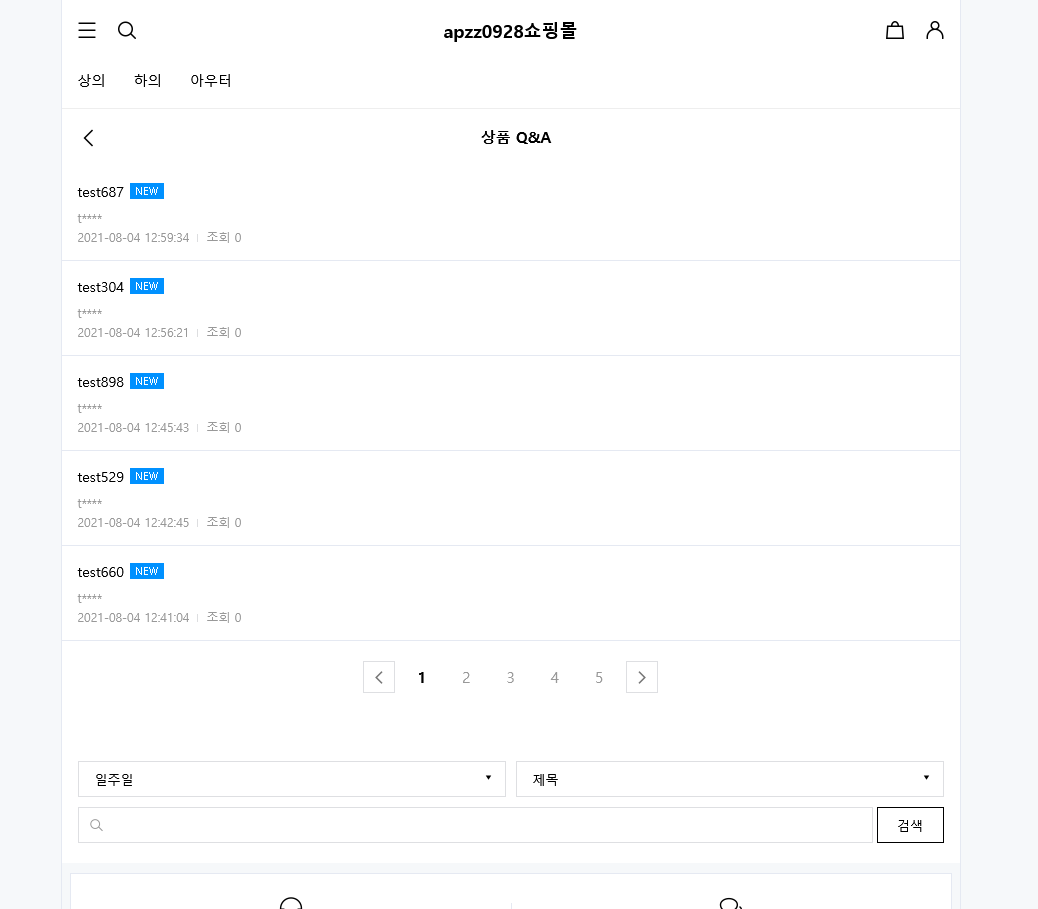 apzz0928쇼핑몰
상의 하의 아우터
상품 Q&A
test687 NEW
t****
2021-08-04 12:59:34 조회 0
test304 NEW
t****
2021-08-04 12:56:21 조회 0
test898 NEW
t****
2021-08-04 12:45:43 조회 0
test529 NEW
t****
2021-08-04 12:42:45 조회 0
test660 NEW
t****
2021-08-04 12:41:04 조회 0
1 2 3 4 5
일주일 제목
검색